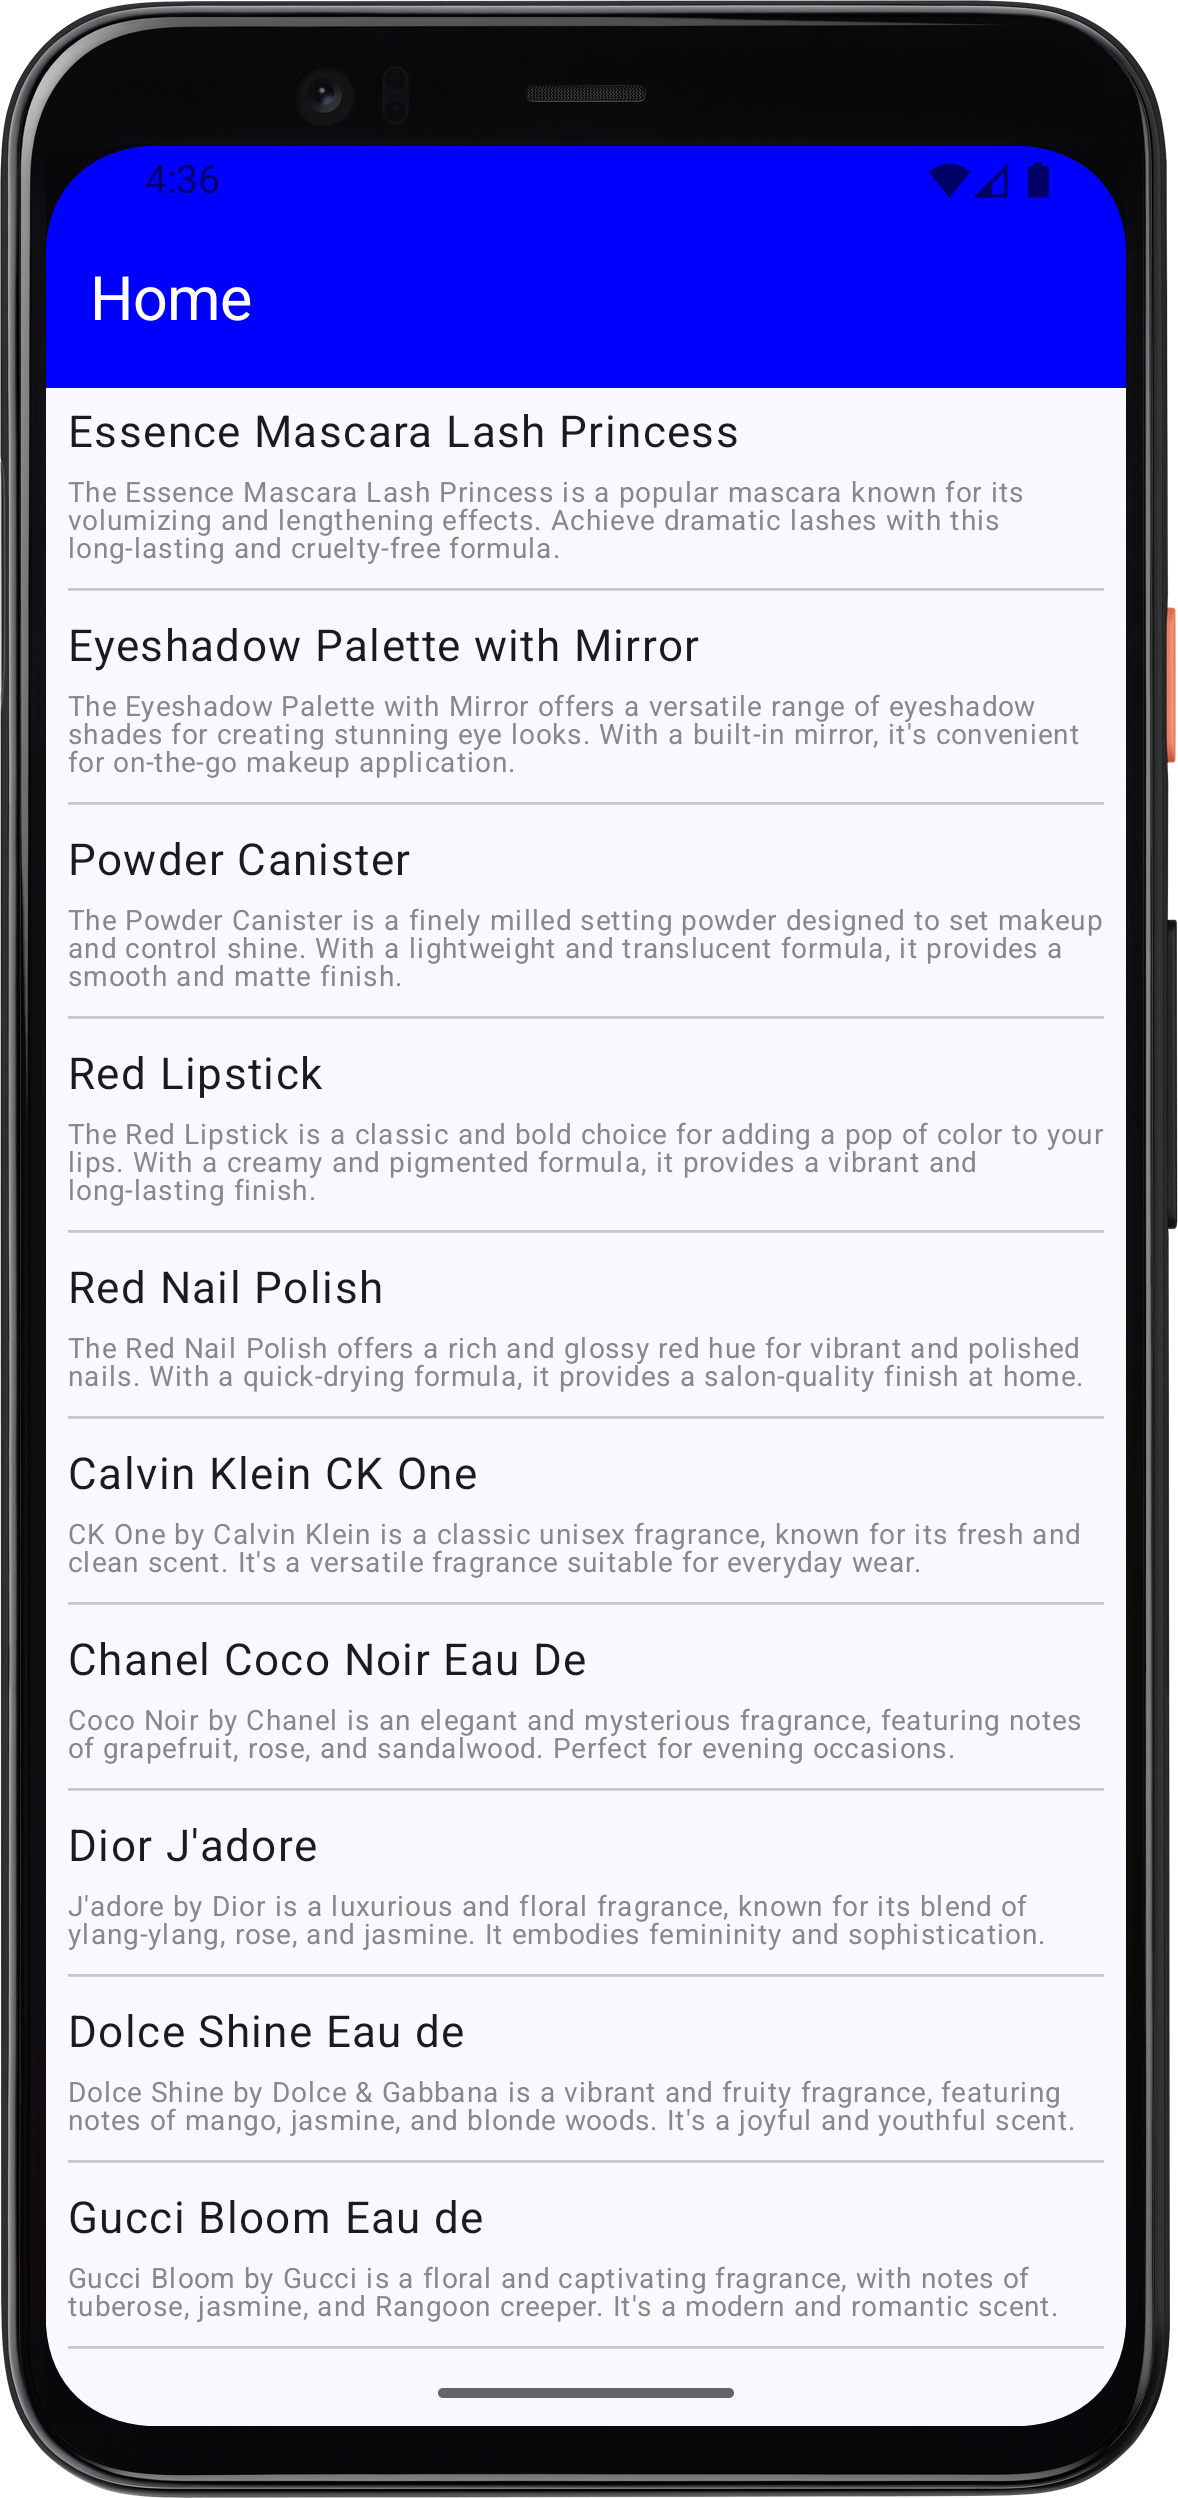 4:36
Home
Essence Mascara Lash Princess
The Essence Mascara Lash Princess is a popular mascara known for its
volumizing and lengthening effects. Achieve dramatic lashes with this
long-lasting and cruelty-free formula.
Eyeshadow Palette with Mirror
The Eyeshadow Palette with Mirror offers a versatile range of eyeshadow
shades for creating stunning eye looks. With a built-in mirror, it's convenient
for on-the-go makeup application.
Powder Canister
The Powder Canister is a finely milled setting powder designed to set makeup
and control shine. With a lightweight and translucent formula, it provides a
smooth and matte finish.
Red Lipstick
The Red Lipstick is a classic and bold choice for adding a pop of color to your
lips. With a creamy and pigmented formula, it provides a vibrant and
long-lasting finish.
Red Nail Polish
The Red Nail Polish offers a rich and glossy red hue for vibrant and polished
nails. With a quick-drying formula, it provides a salon-quality finish at home.
Calvin Klein CK One
CK One by Calvin Klein is a classic unisex fragrance, known for its fresh and
clean scent. It's a versatile fragrance suitable for everyday wear.
Chanel Coco Noir Eau De
Coco Noir by Chanel is an elegant and mysterious fragrance, featuring notes
of grapefruit, rose, and sandalwood. Perfect for evening occasions.
Dior J'adore
J'adore by Dior is a luxurious and floral fragrance, known for its blend of
ylang-ylang, rose, and jasmine. It embodies femininity and sophistication.
Dolce Shine Eau de
Dolce Shine by Dolce & Gabbana is a vibrant and fruity fragrance, featuring
notes of mango, jasmine, and blonde woods. It's a joyful and youthful scent.
Gucci Bloom Eau de
Gucci Bloom by Gucci is a floral and captivating fragrance, with notes of
tuberose, jasmine, and Rangoon creeper. It's a modern and romantic scent.